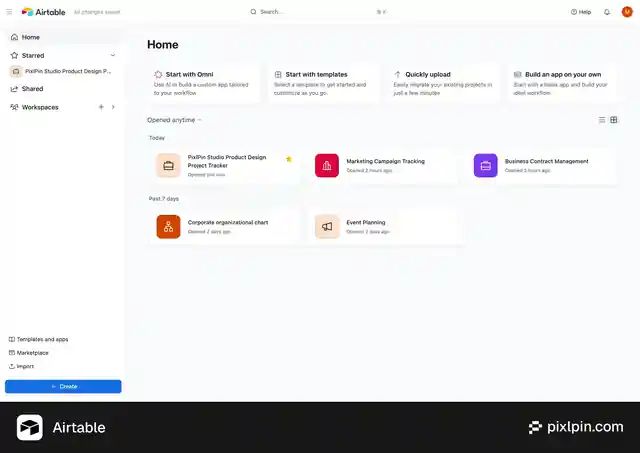 Airtable
All changes saved
Search...
⌘ K
Help
M
Home
Starred
PixlPin Studio Product Design P...
Shared
Workspaces
Templates and apps
Marketplace
Import
Create
Home
Start with Omni
Use AI to build a custom app tailored
to your workflow
Start with templates
Select a template to get started and
customize as you go.
Quickly upload
Easily migrate your existing projects in
just a few minutes
Build an app on your own
Start with a blank app and build your
ideal workflow.
Opened anytime
Today
PixlPin Studio Product Design
Project Tracker
Opened just now
Marketing Campaign Tracking
Opened 2 hours ago
Business Contract Management
Opened 3 hours ago
Past 7 days
Corporate organizational chart
Opened 2 days ago
Event Planning
Opened 2 days ago
Airtable
pixlpin.com